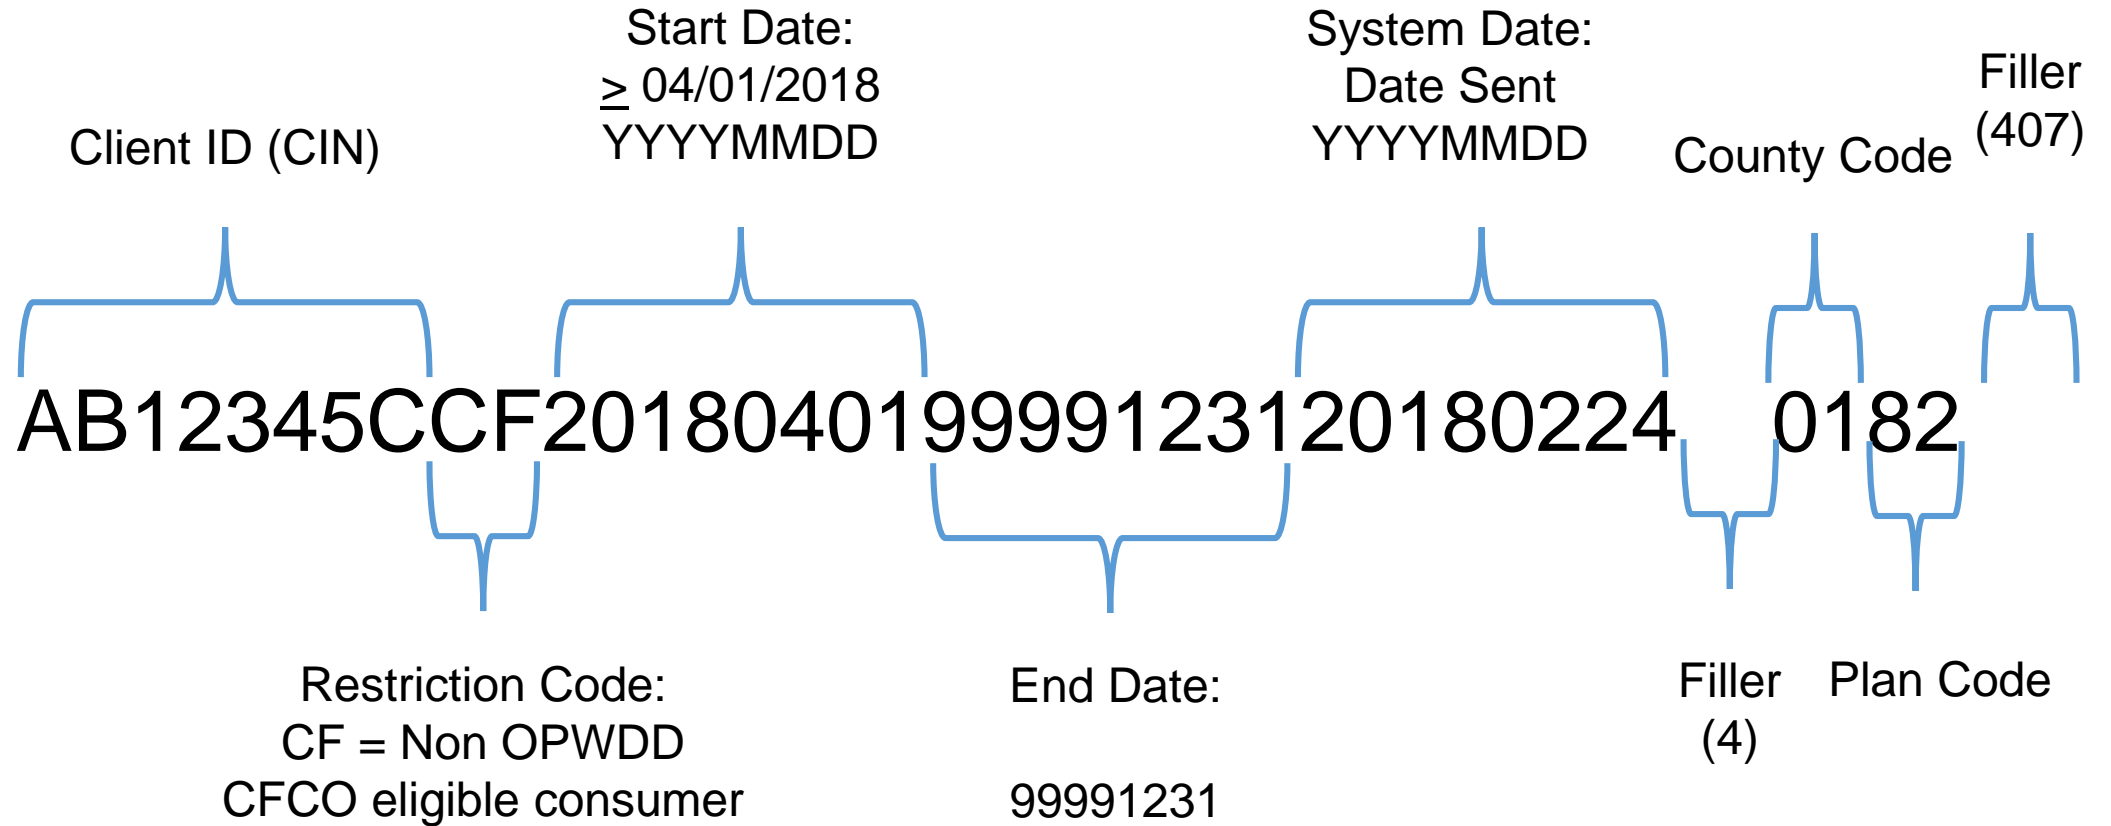 Start Date:
≥ 04/01/2018
YYYYMMDD
System Date:
Date Sent
YYYYMMDD
Filler
(407)
Client ID (CIN)
County Code
AB12345CCF201804019999123120180224    0182
Restriction Code:
CF = Non OPWDD
CFCO eligible consumer
End Date:
99991231
Filler
(4)
Plan Code